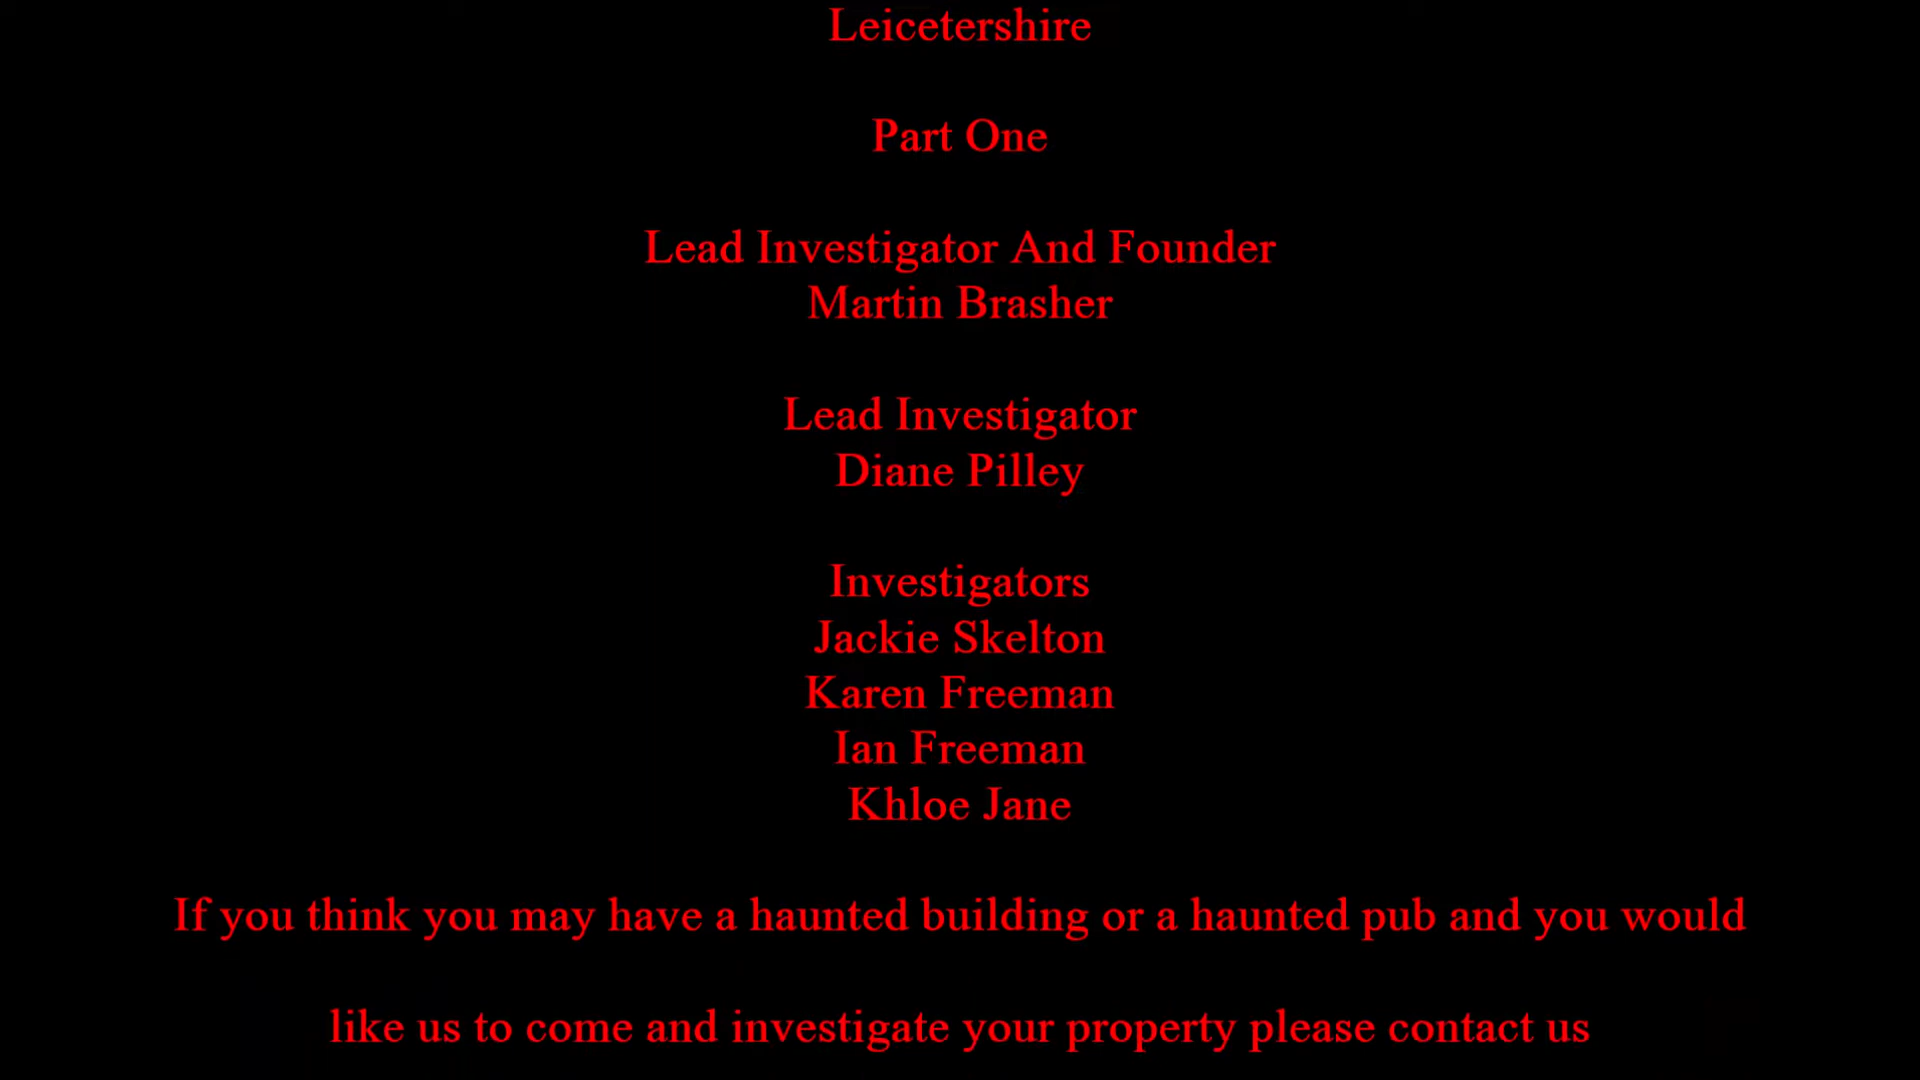 Leicetershire
Part One
Lead Investigator And Founder
Martin Brasher
Lead Investigator
Diane Pilley
Investigators
Jackie Skelton
Karen Freeman
Ian Freeman
Khloe Jane
If you think you may have a haunted building or a haunted pub and you would
like us to come and investigate your property please contact us